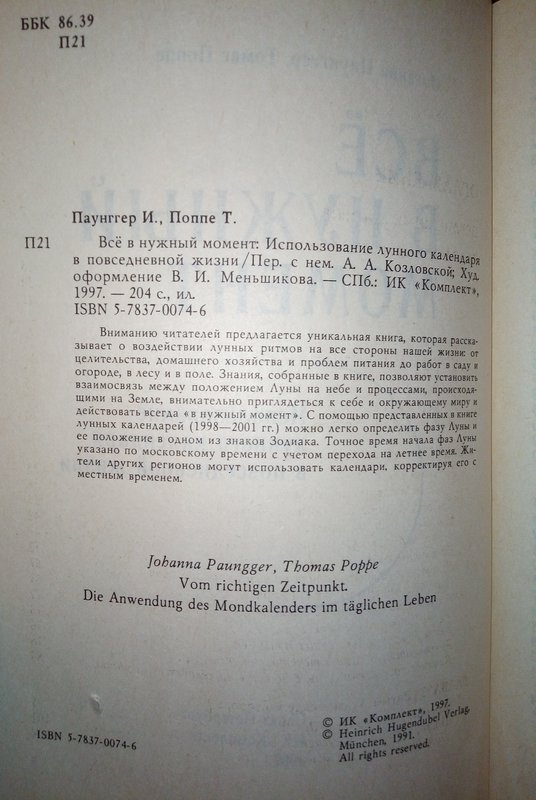 ББК 86.39
П21
Паунггер И., Поппе Т.
П21 Всё в нужный момент: Использование лунного календаря
в повседневной жизни/Пер. с нем. А. А. Козловской; Худ.
оформление В. И. Меньшикова. — СПб.: ИК «Комплект»,
1997. — 204 с., ил.
ISBN 5-7837-0074-6
Вниманию читателей предлагается уникальная книга, которая расска-
зывает о воздействии лунных ритмов на все стороны нашей жизни: от
целительства, домашнего хозяйства и проблем питания до работ в саду и
огороде, в лесу и в поле. Знания, собранные в книге, позволяют установить
взаимосвязь между положением Луны на небе и процессами, происходя-
щими на Земле, внимательно приглядеться к себе и окружающему миру и
действовать всегда «в нужный момент». С помощью представленных в книге
лунных календарей (1998—2001 гг.) можно легко определить фазу Луны и
ее положение в одном из знаков Зодиака. Точное время начала фаз Луны
указано по московскому времени с учетом перехода на летнее время. Жи-
тели других регионов могут использовать календари, корректируя его с
местным временем.
Johanna Paungger, Thomas Poppe
Vom richtigen Zeitpunkt.
Die Anwendung des Mondkalenders im täglichen Leben
ISBN 5-7837-0074-6
© ИК «Комплект», 1997.
© Heinrich Hugendubel Verlag,
München, 1991.
All rights reserved.